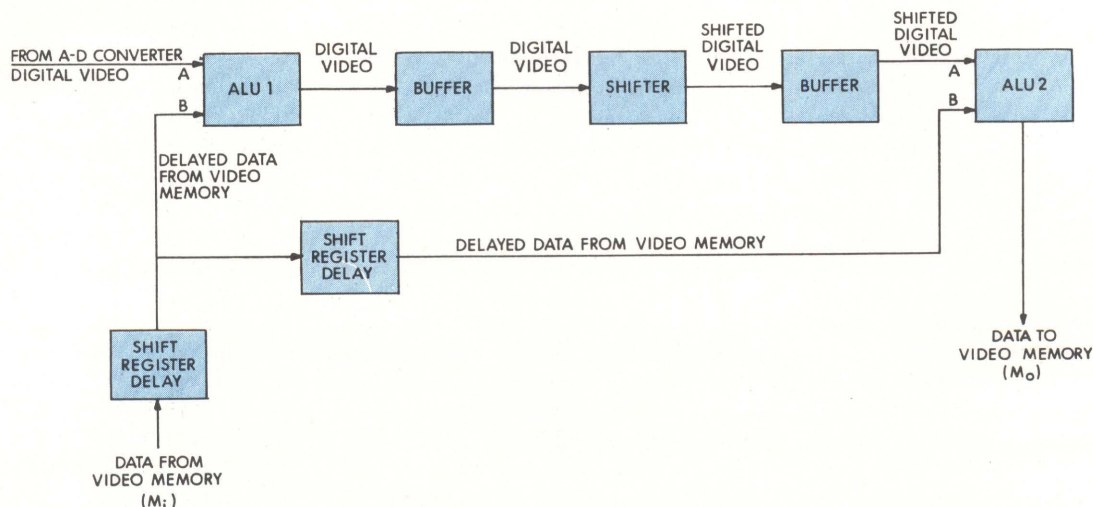 FROM A-D CONVERTER
DIGITAL VIDEO
A
B
ALU 1
DIGITAL
VIDEO
BUFFER
DIGITAL
VIDEO
SHIFTER
SHIFTED
DIGITAL
VIDEO
BUFFER
SHIFTED
DIGITAL
VIDEO
A
B
ALU 2
DELAYED DATA
FROM VIDEO
MEMORY
SHIFT
REGISTER
DELAY
DELAYED DATA FROM VIDEO MEMORY
SHIFT
REGISTER
DELAY
DATA TO
VIDEO MEMORY
(Mo)
DATA FROM
VIDEO MEMORY
(Mi)